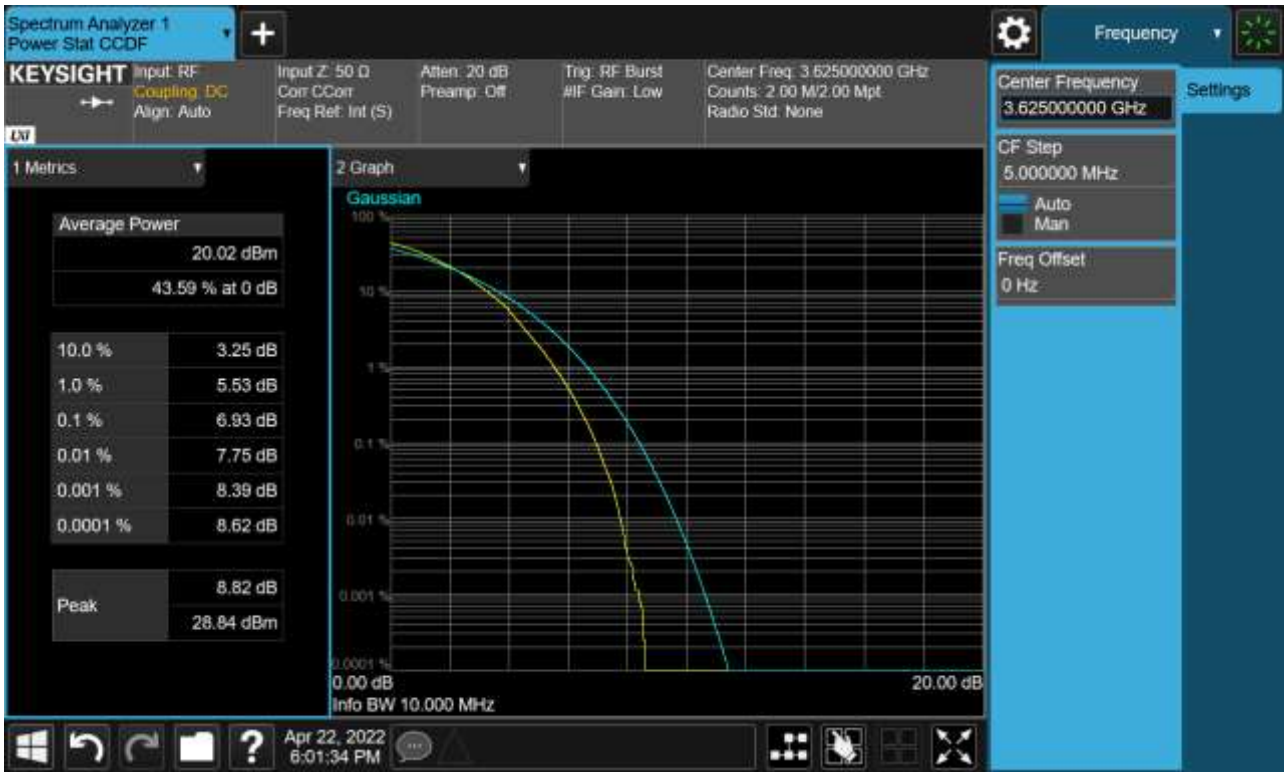 Spectrum Analyzer 1
Power Stat CCDF
+
Frequency
KEYSIGHT
Input: RF
Coupling: DC
Align: Auto
Input Z: 50 Ω
Corr CCorr
Freq Ref: Int (S)
Atten: 20 dB
Preamp: Off
Trig: RF Burst
#IF Gain: Low
Center Freq: 3.625000000 GHz
Counts: 2.00 M/2.00 Mpt
Radio Std: None
LXI
Center Frequency
3.625000000 GHz
Settings
CF Step
5.000000 MHz
Auto
Man
Freq Offset
0 Hz
1 Metrics
Average Power
20.02 dBm
43.59 % at 0 dB
10.0 % 3.25 dB
1.0 % 5.53 dB
0.1 % 6.93 dB
0.01 % 7.75 dB
0.001 % 8.39 dB
0.0001 % 8.62 dB
Peak
8.82 dB
28.84 dBm
2 Graph
Gaussian
100 %
10 %
1 %
0.1 %
0.01 %
0.001 %
0.0001 %
0.00 dB 20.00 dB
Info BW 10.000 MHz
?
Apr 22, 2022
6:01:34 PM